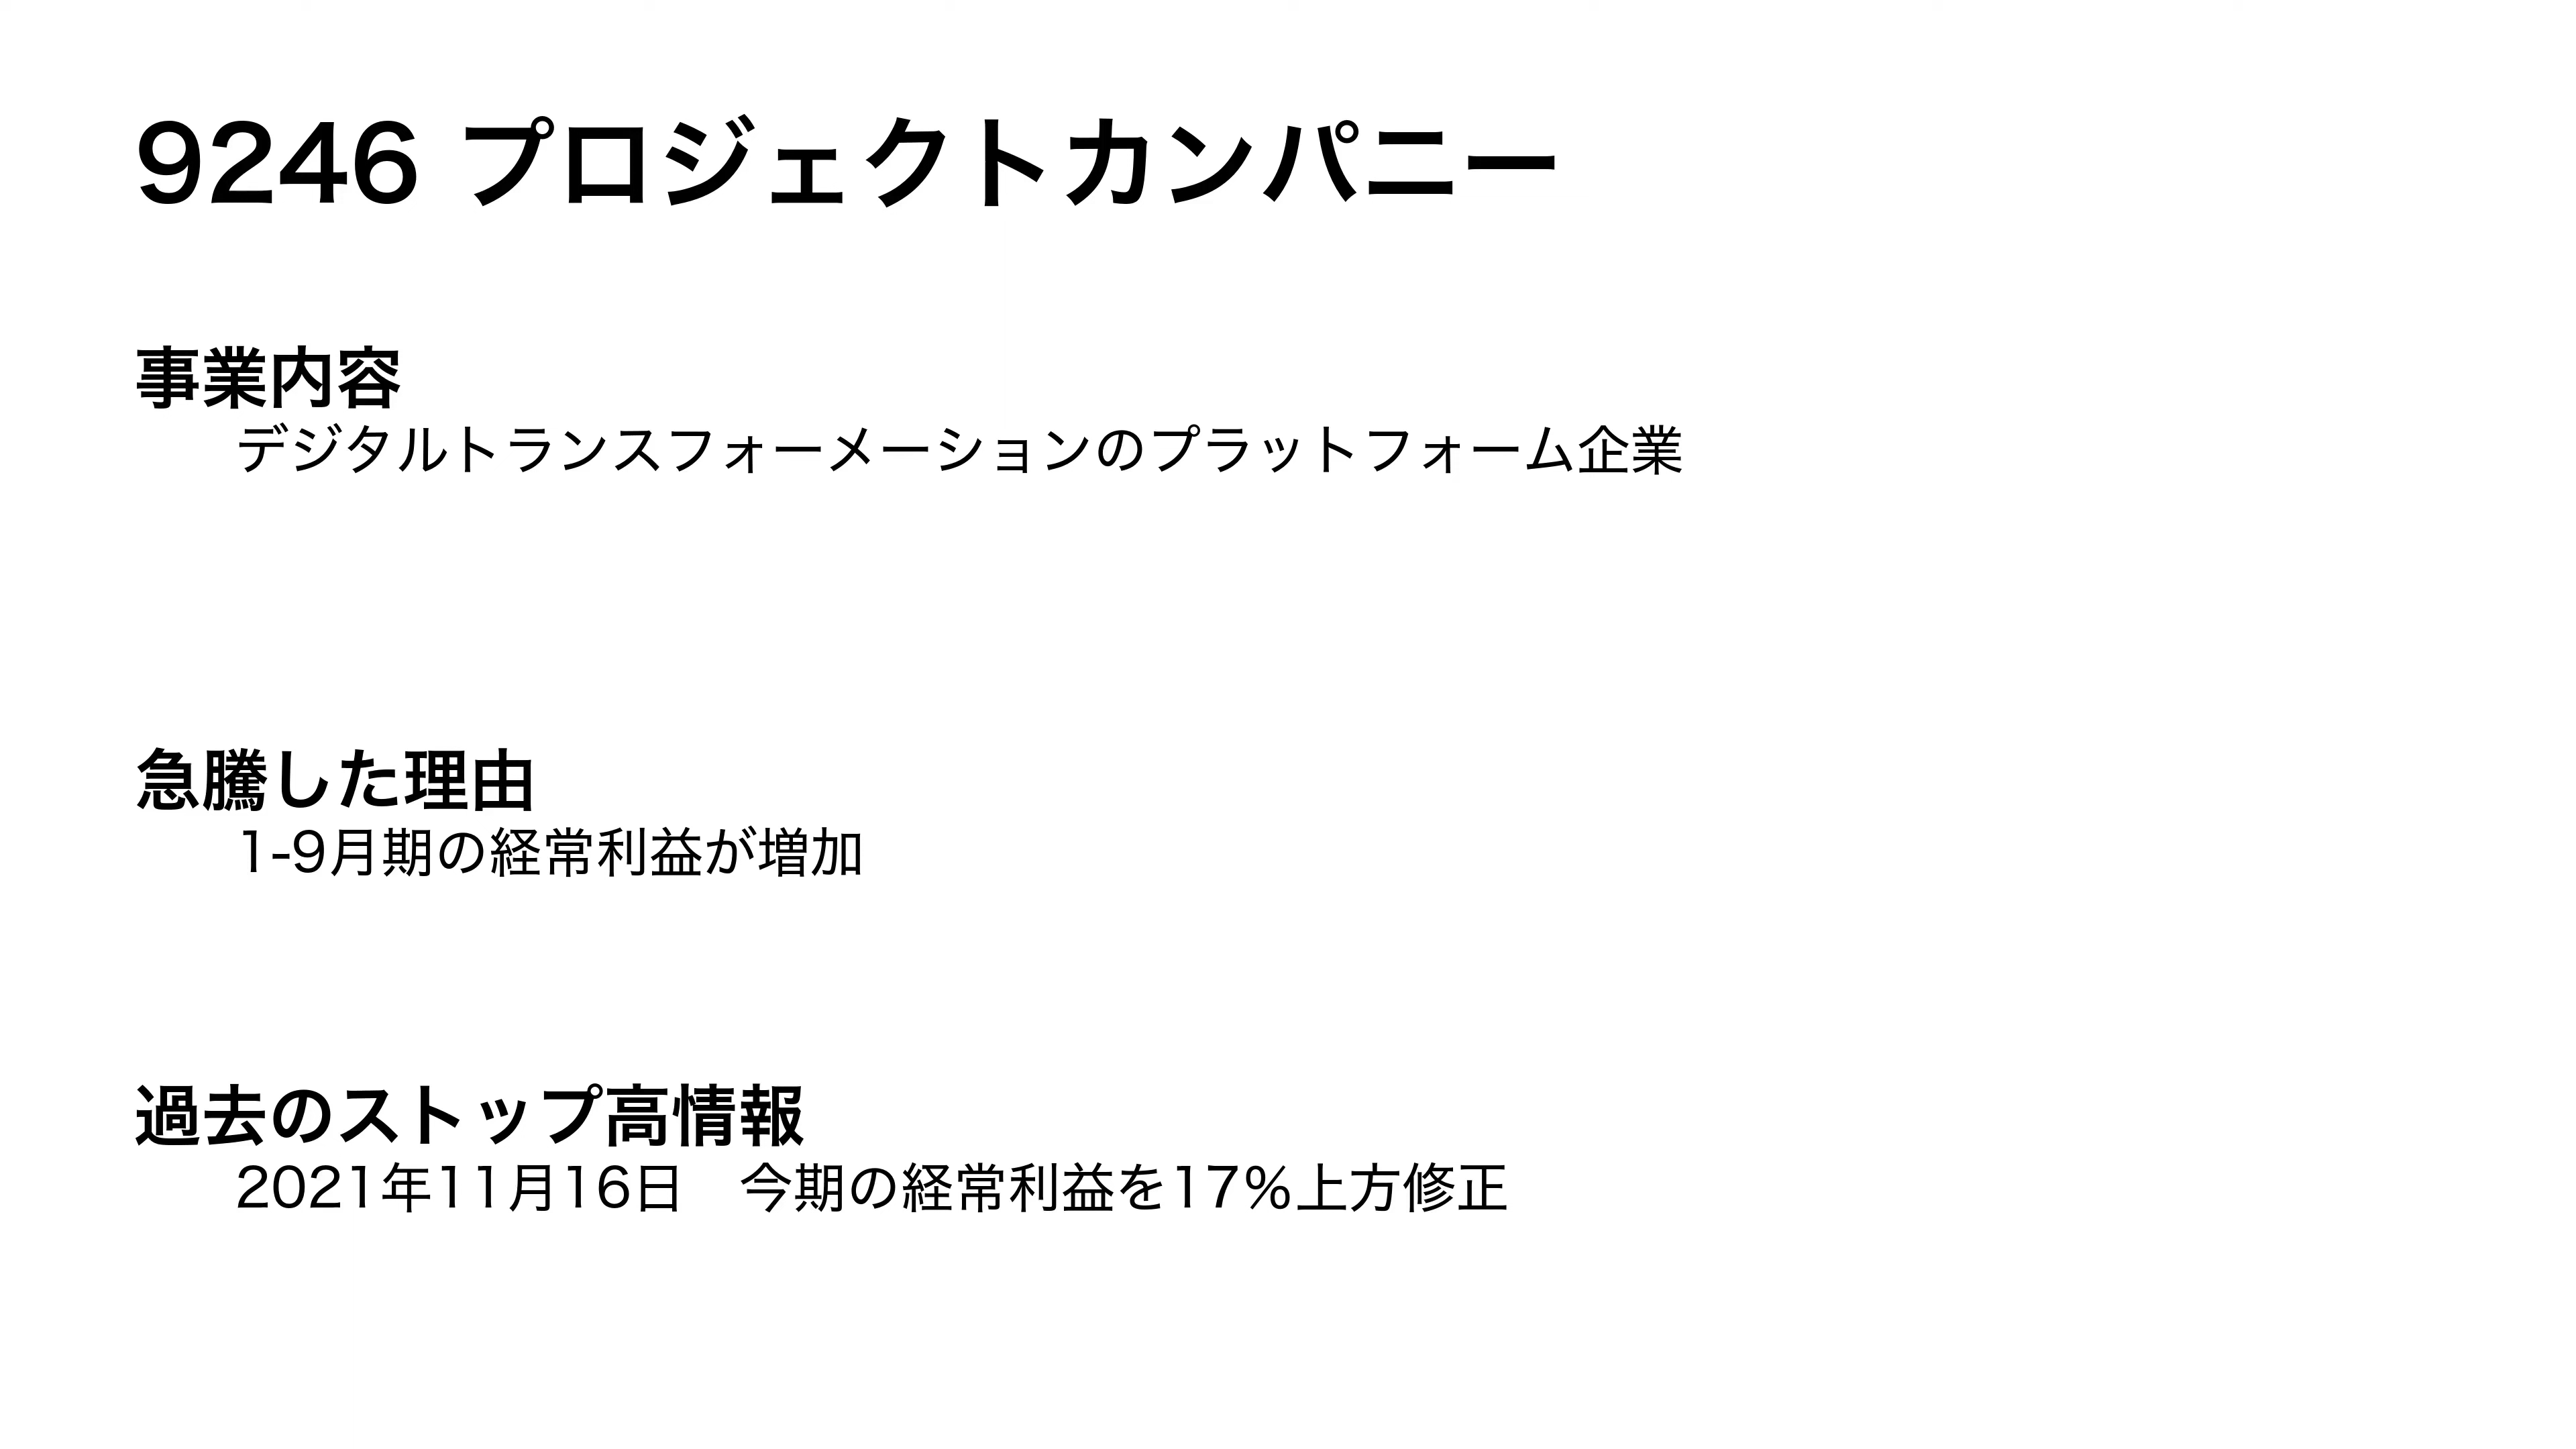 9246 プロジェクトカンパニー
事業内容
デジタルトランスフォーメーションのプラットフォーム企業
急騰した理由
1-9月期の経常利益が増加
過去のストップ高情報
2021年11月16日　今期の経常利益を17%上方修正